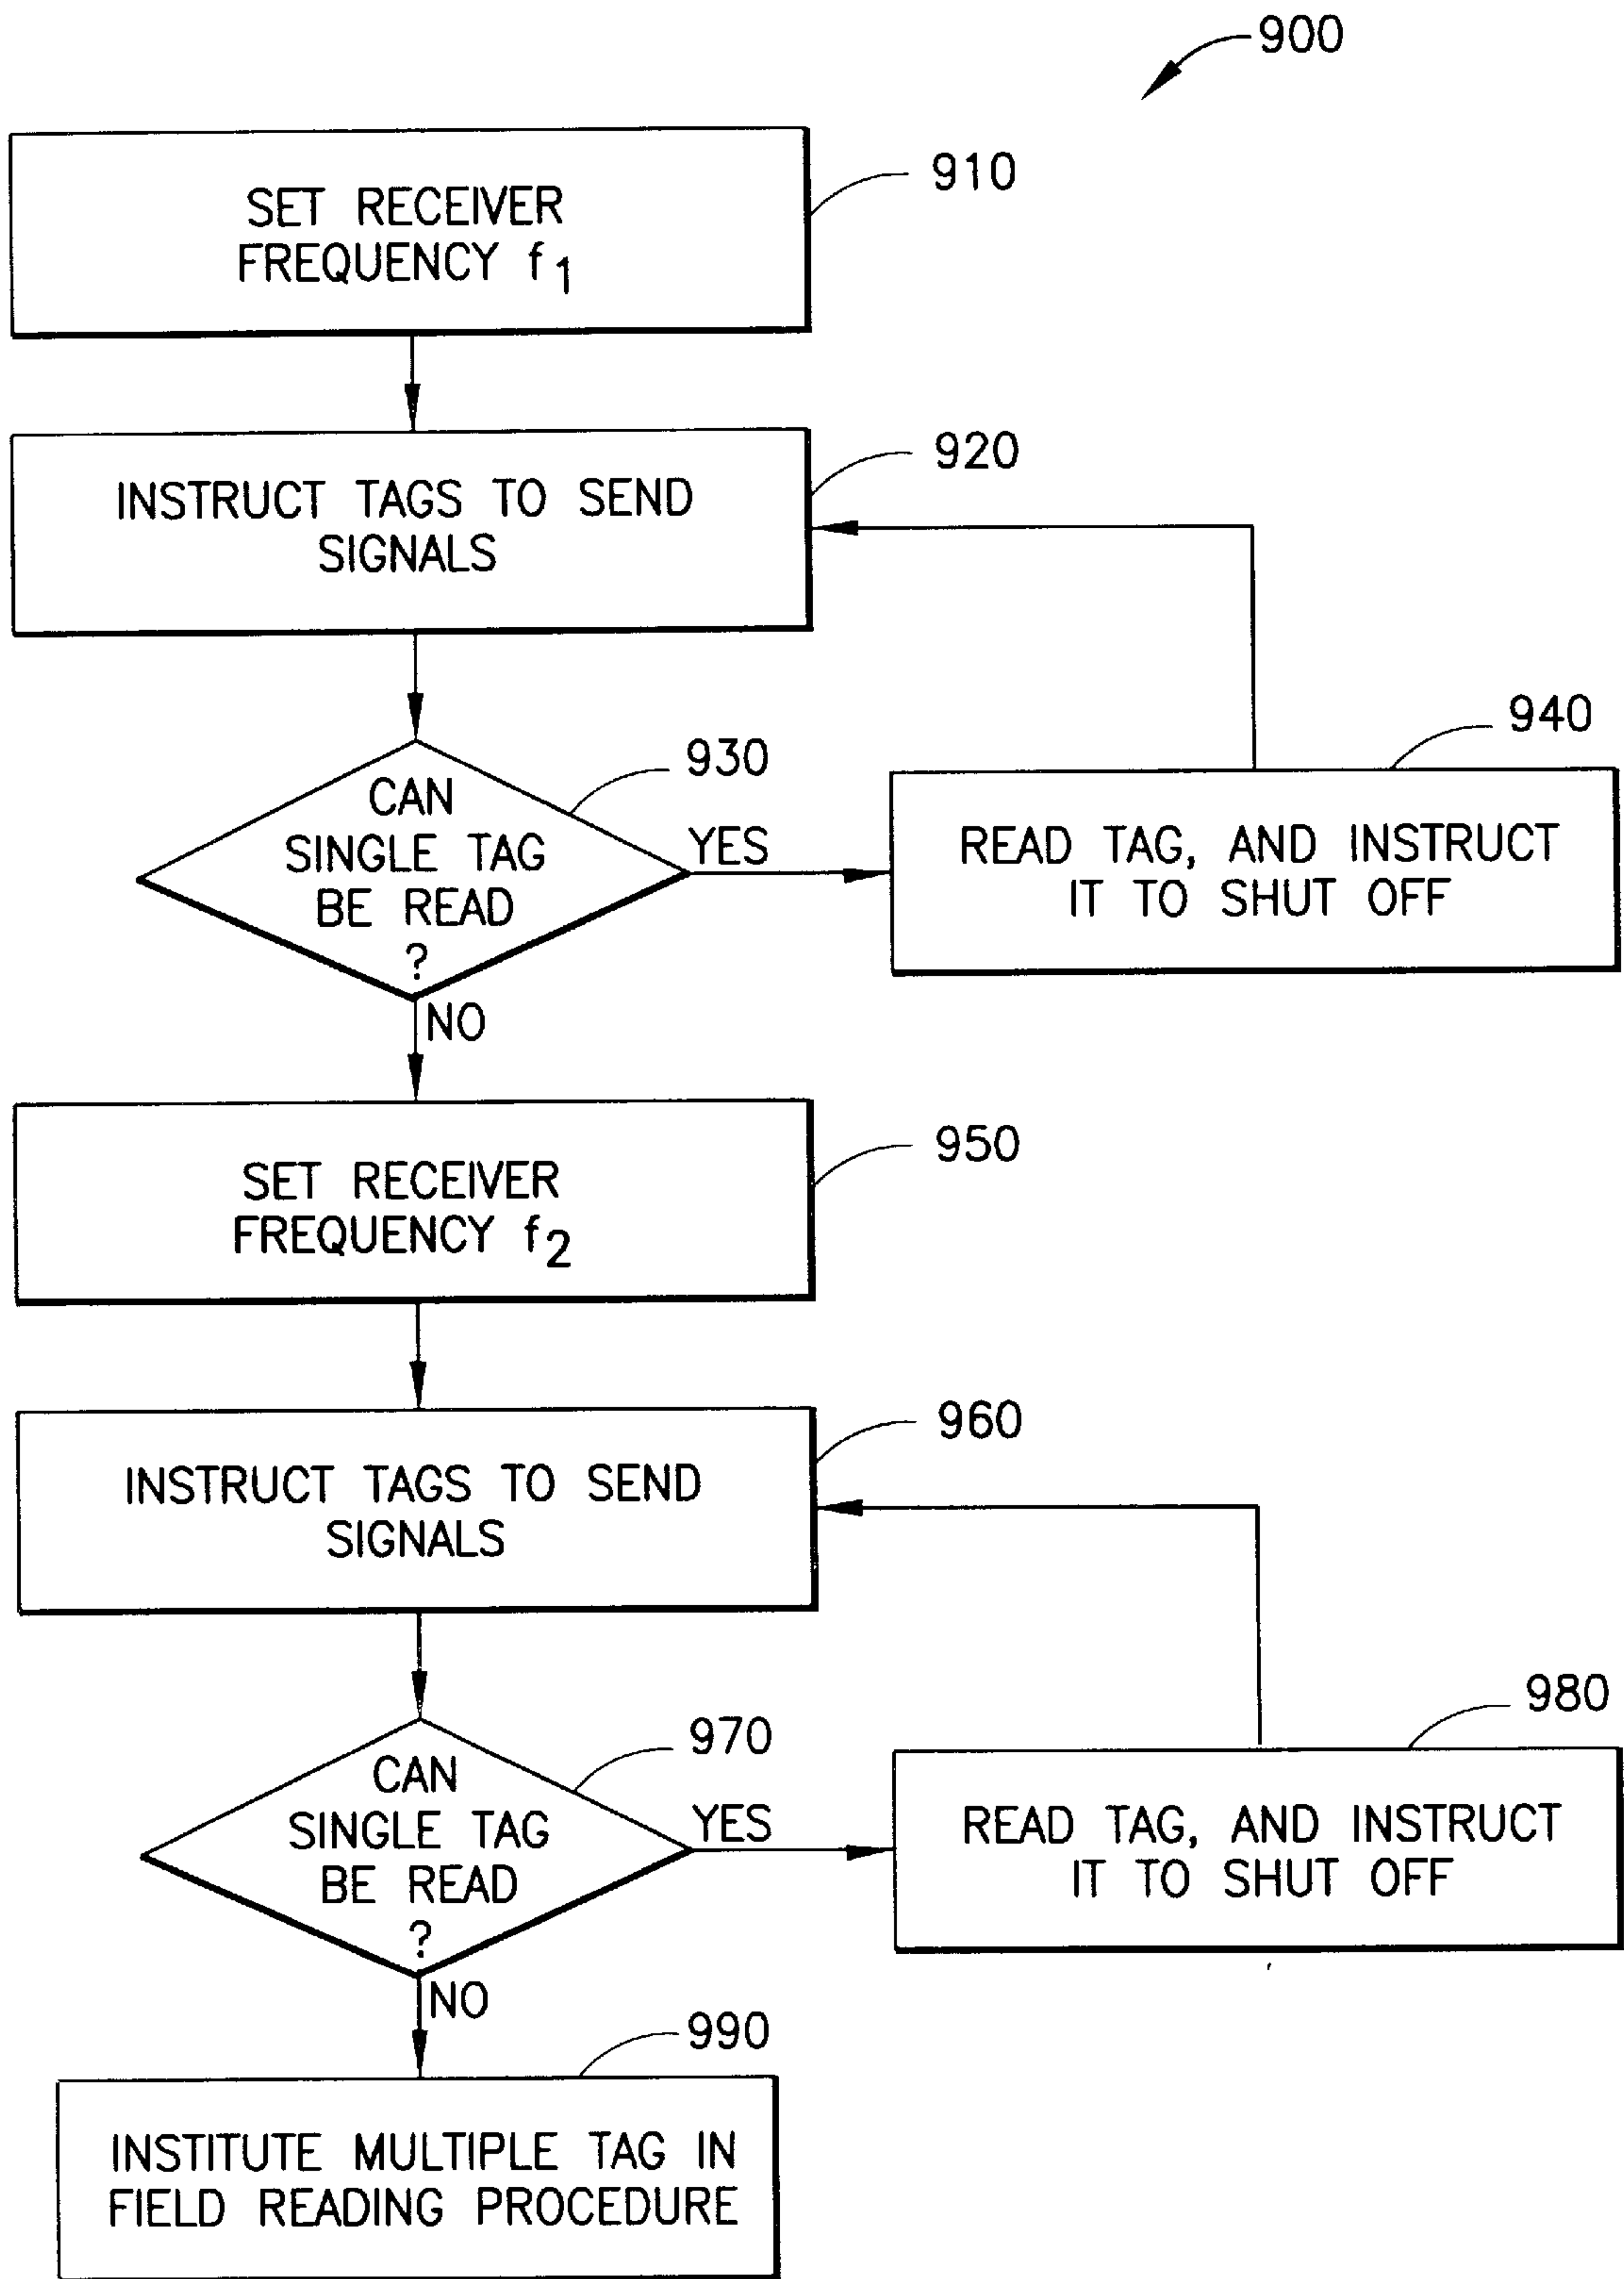 900
SET RECEIVER
FREQUENCY f1
910
INSTRUCT TAGS TO SEND
SIGNALS
920
CAN
SINGLE TAG
BE READ
?
930
YES
READ TAG, AND INSTRUCT
IT TO SHUT OFF
940
NO
SET RECEIVER
FREQUENCY f2
950
INSTRUCT TAGS TO SEND
SIGNALS
960
CAN
SINGLE TAG
BE READ
?
970
YES
READ TAG, AND INSTRUCT
IT TO SHUT OFF
980
NO
INSTITUTE MULTIPLE TAG IN
FIELD READING PROCEDURE
990